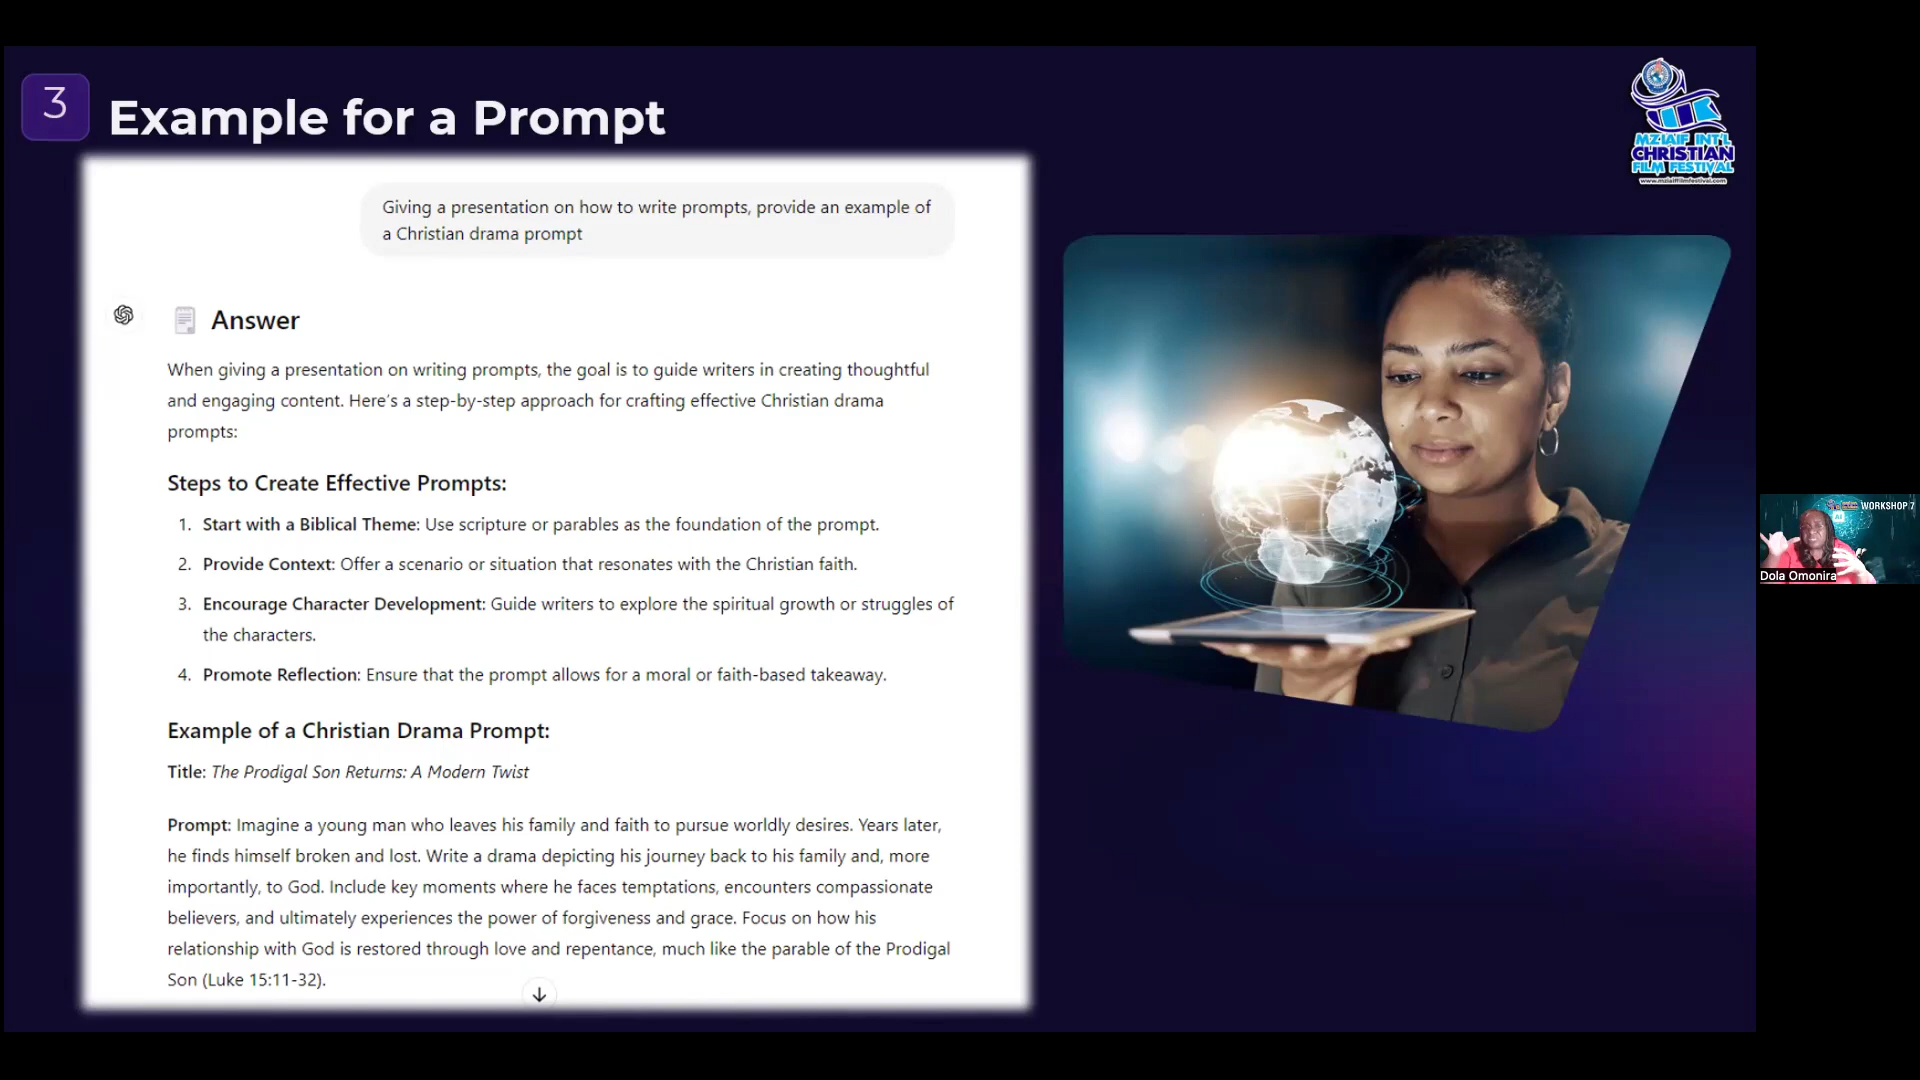 3
Example for a Prompt
MZIAIF INT'L
CHRISTIAN
FILM FESTIVAL
www.mziaiffilmfestival.com
Giving a presentation on how to write prompts, provide an example of
a Christian drama prompt
Answer
When giving a presentation on writing prompts, the goal is to guide writers in creating thoughtful
and engaging content. Here's a step-by-step approach for crafting effective Christian drama
prompts:
Steps to Create Effective Prompts:
1. Start with a Biblical Theme: Use scripture or parables as the foundation of the prompt.
2. Provide Context: Offer a scenario or situation that resonates with the Christian faith.
3. Encourage Character Development: Guide writers to explore the spiritual growth or struggles of
the characters.
4. Promote Reflection: Ensure that the prompt allows for a moral or faith-based takeaway.
Example of a Christian Drama Prompt:
Title: The Prodigal Son Returns: A Modern Twist
Prompt: Imagine a young man who leaves his family and faith to pursue worldly desires. Years later,
he finds himself broken and lost. Write a drama depicting his journey back to his family and, more
importantly, to God. Include key moments where he faces temptations, encounters compassionate
believers, and ultimately experiences the power of forgiveness and grace. Focus on how his
relationship with God is restored through love and repentance, much like the parable of the Prodigal
Son (Luke 15:11-32).
WORKSHOP 7
AI
Dola Omonira